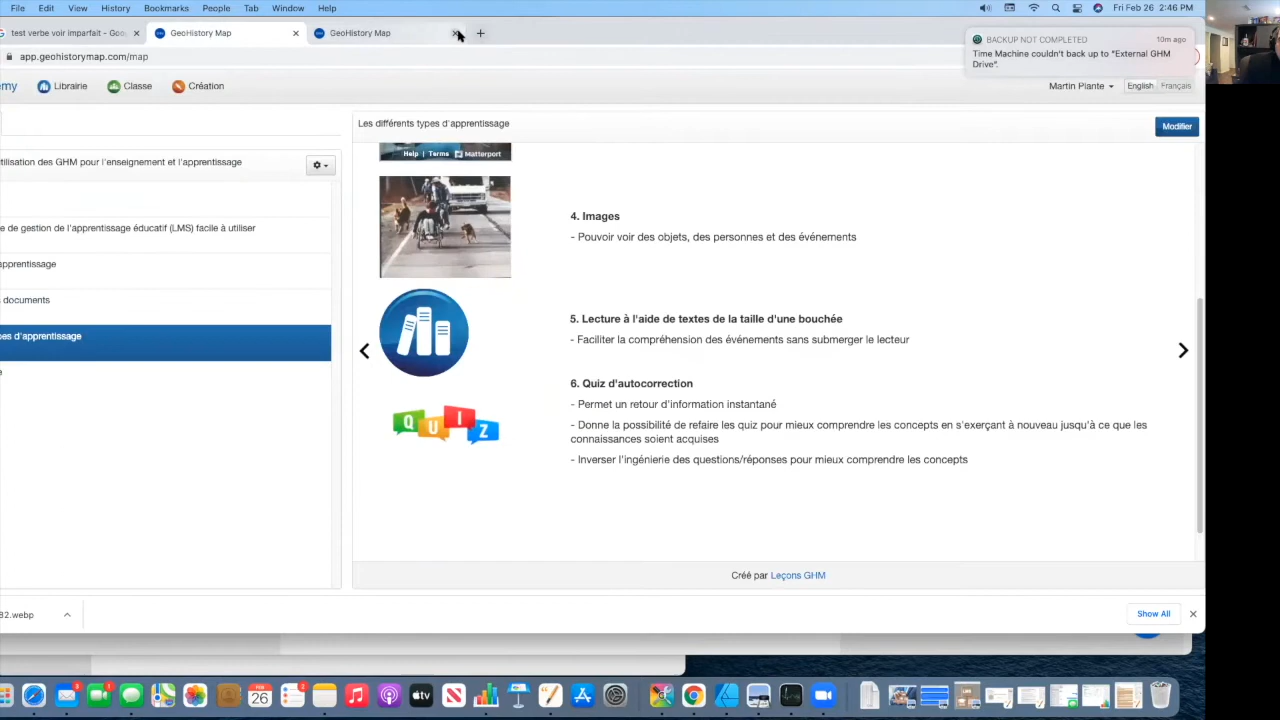 File Edit View History Bookmarks People Tab Window Help Fri Feb 26 2:46 PM
test verbe voir imparfait - Goo GeoHistory Map GeoHistory Map
BACKUP NOT COMPLETED 10m ago
Time Machine couldn't back up to "External GHM
Drive".
app.geohistorymap.com/map
my Librairie Classe Création Martin Plante English Français
Les différents types d'apprentissage Modifier
utilisation des GHM pour l'enseignement et l'apprentissage
e de gestion de l'apprentissage éducatif (LMS) facile à utiliser
apprentissage
documents
es d'apprentissage
Help | Terms Matterport
4. Images
- Pouvoir voir des objets, des personnes et des événements
5. Lecture à l'aide de textes de la taille d'une bouchée
- Faciliter la compréhension des événements sans submerger le lecteur
QUIZ
6. Quiz d'autocorrection
- Permet un retour d'information instantané
- Donne la possibilité de refaire les quiz pour mieux comprendre les concepts en s'exerçant à nouveau jusqu'à ce que les
connaissances soient acquises
- Inverser l'ingénierie des questions/réponses pour mieux comprendre les concepts
Créé par Leçons GHM
82.webp Show All
FEB
26
tv